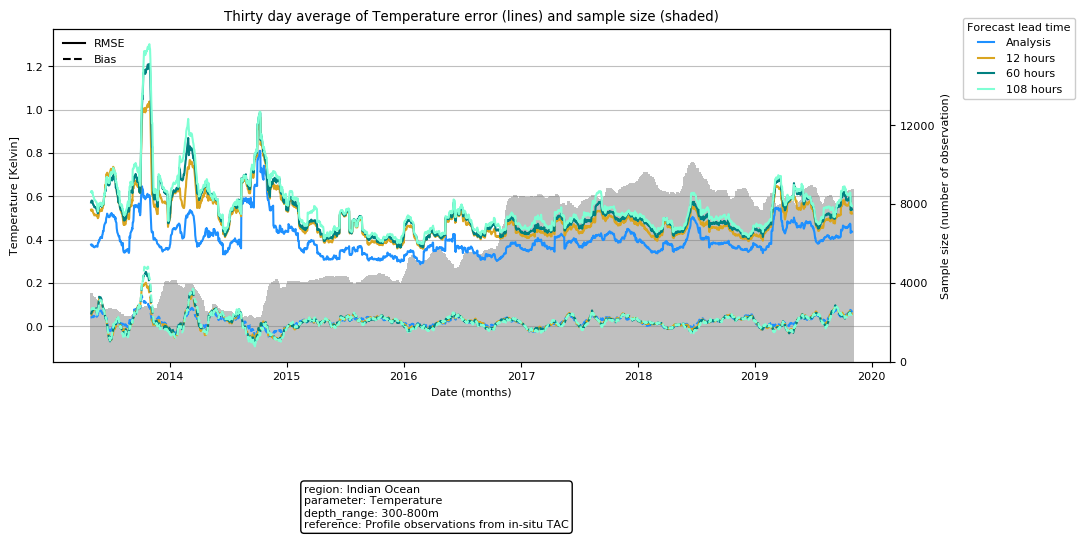 Thirty day average of Temperature error (lines) and sample size (shaded)
RMSE
Bias
Forecast lead time
Analysis
12 hours
60 hours
108 hours
Temperature [Kelvin]
1.2
1.0
0.8
0.6
0.4
0.2
0.0
12000
8000
4000
0
Sample size (number of observation)
2014 2015 2016 2017 2018 2019 2020
Date (months)
region: Indian Ocean
parameter: Temperature
depth_range: 300-800m
reference: Profile observations from in-situ TAC